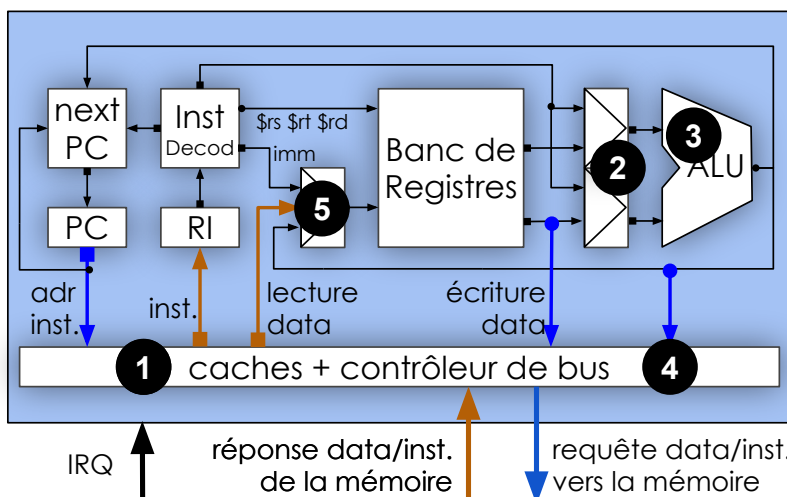 next
PC
Inst
Decod
$rs $rt $rd
imm
Banc de
Registres
2
3
ALU
5
PC
RI
adr
inst.
inst.
lecture
data
écriture
data
1
caches + contrôleur de bus
4
IRQ
réponse data/inst.
de la mémoire
requête data/inst.
vers la mémoire